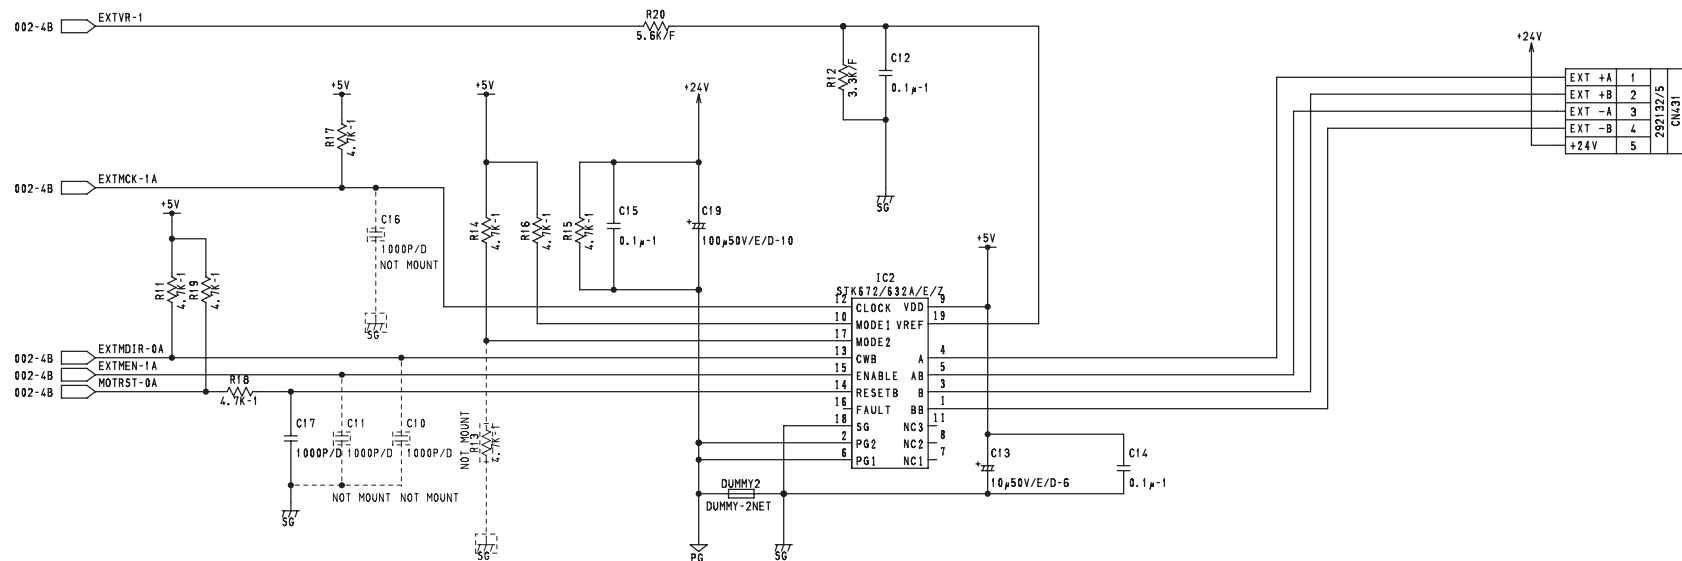 002-4B EXTVR-1
R20
5.6K/F
R12
3.3K/F
C12
0.1μ-1
SG
+5V
R17
4.7K-1
002-4B EXTMCK-1A
C16
1000P/D
NOT MOUNT
SG
+5V
R11
4.7K-1
R19
4.7K-1
+5V
R14
4.7K-1
R16
4.7K-1
+24V
R15
4.7K-1
C15
0.1μ-1
C19
+
100μ50V/E/D-10
002-4B EXTMDIR-0A
002-4B EXTMEN-1A
002-4B MOTRST-0A
R18
4.7K-1
C17
1000P/D
C11
1000P/D
NOT MOUNT
C10
1000P/D
NOT MOUNT
SG
NOT MOUNT
R13
4.7K-1
SG
IC2
STK672/632A/E/Z
12 CLOCK VDD 9
10 MODE1 VREF 19
17 MODE2
13 CWB A 4
15 ENABLE AB 5
14 RESETB B 3
16 FAULT BB 1
18 SG NC3 11
2 PG2 NC2 8
6 PG1 NC1 7
DUMMY2
DUMMY-2NET
PG
SG
+5V
C13
+
10μ50V/E/D-6
C14
0.1μ-1
+24V
EXT +A 1
EXT +B 2
EXT -A 3
EXT -B 4
+24V 5
292132/5
CN431